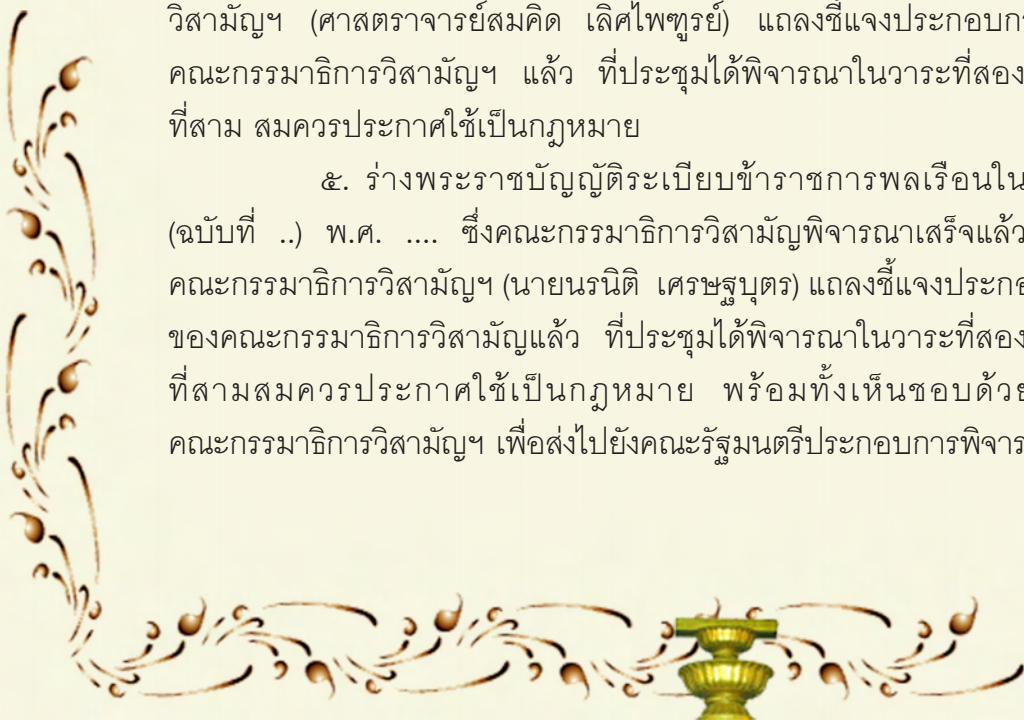 วิสามัญฯ (ศาสตราจารย์สมคิด เลิศไพฑูรย์) แถลงชี้แจงประกอบ
คณะกรรมาธิการวิสามัญฯ แล้ว ที่ประชุมได้พิจารณาในวาระที่สอง
ที่สาม สมควรประกาศใช้เป็นกฎหมาย
๕. ร่างพระราชบัญญัติระเบียบข้าราชการพลเรือนใน
(ฉบับที่ ..) พ.ศ. .... ซึ่งคณะกรรมาธิการวิสามัญพิจารณาเสร็จแล้ว
คณะกรรมาธิการวิสามัญฯ (นายนรนิติ เศรษฐบุตร) แถลงชี้แจง
ของคณะกรรมาธิการวิสามัญแล้ว ที่ประชุมได้พิจารณาในวาระที่สอง
ที่สามสมควรประกาศใช้เป็นกฎหมาย พร้อมทั้งเห็นชอบด้วย
คณะกรรมาธิการวิสามัญฯ เพื่อส่งไปยังคณะรัฐมนตรีประกอบการ